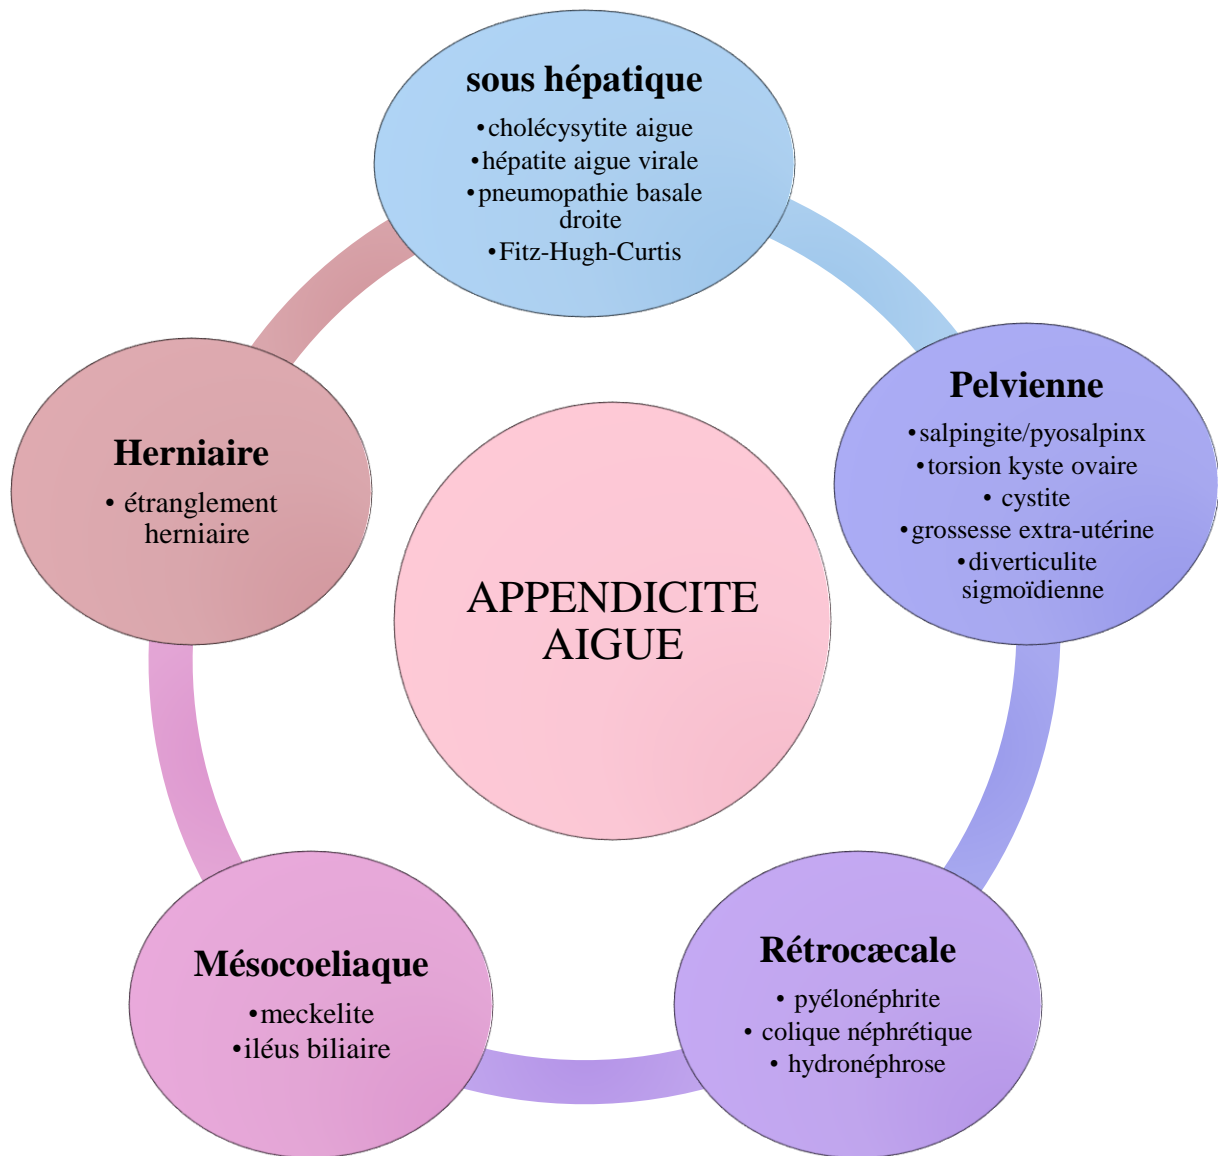 sous hépatique
•cholécysytite aigue
•hépatite aigue virale
•pneumopathie basale
droite
•Fitz-Hugh-Curtis
Pelvienne
•salpingite/pyosalpinx
•torsion kyste ovaire
• cystite
•grossesse extra-utérine
•diverticulite
sigmoïdienne
Rétrocæcale
• pyélonéphrite
• colique néphrétique
• hydronéphrose
Mésocoeliaque
•meckelite
•iléus biliaire
Herniaire
• étranglement
herniaire
APPENDICITE
AIGUE